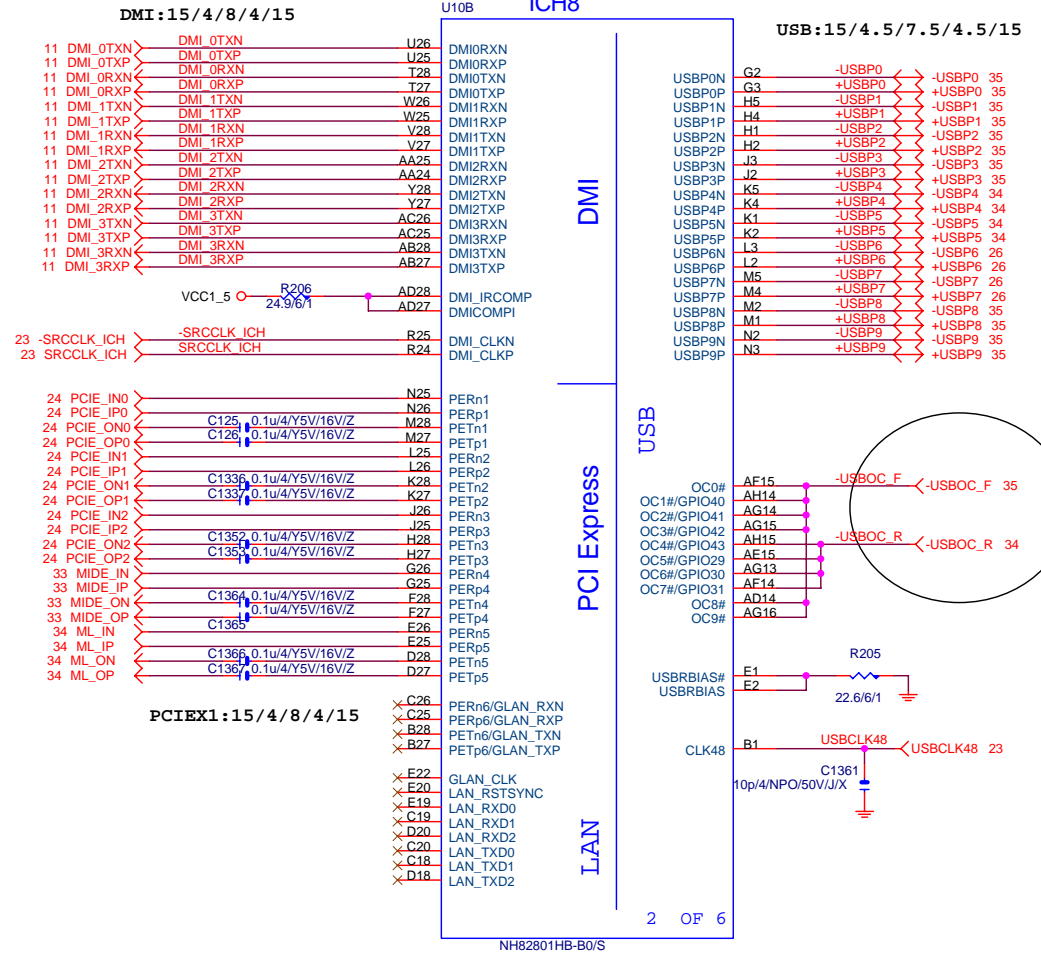 DMI:15/4/8/4/15
U10B
ICH8
USB:15/4.5/7.5/4.5/15
11 DMI_0TXN DMI_0TXN U26 DMI0RXN
11 DMI_0TXP DMI_0TXP U25 DMI0RXP
11 DMI_0RXN DMI_0RXN T28 DMI0TXN
11 DMI_0RXP DMI_0RXP T27 DMI0TXP
11 DMI_1TXN DMI_1TXN W26 DMI1RXN
11 DMI_1TXP DMI_1TXP W25 DMI1RXP
11 DMI_1RXN DMI_1RXN V28 DMI1TXN
11 DMI_1RXP DMI_1RXP V27 DMI1TXP
11 DMI_2TXN DMI_2TXN AA25 DMI2RXN
11 DMI_2TXP DMI_2TXP AA24 DMI2RXP
11 DMI_2RXN DMI_2RXN Y28 DMI2TXN
11 DMI_2RXP DMI_2RXP Y27 DMI2TXP
11 DMI_3TXN DMI_3TXN AC26 DMI3RXN
11 DMI_3TXP DMI_3TXP AC25 DMI3RXP
11 DMI_3RXN DMI_3RXN AB28 DMI3TXN
11 DMI_3RXP DMI_3RXP AB27 DMI3TXP
VCC1_5 R206 24.9/6/1 AD28 DMI_IRCOMP
AD27 DMICOMPI
23 -SRCCLK_ICH -SRCCLK_ICH R25 DMI_CLKN
23 SRCCLK_ICH SRCCLK_ICH R24 DMI_CLKP
DMI
USBP0N G2 -USBP0 -USBP0 35
USBP0P G3 +USBP0 +USBP0 35
USBP1N H5 -USBP1 -USBP1 35
USBP1P H4 +USBP1 +USBP1 35
USBP2N H1 -USBP2 -USBP2 35
USBP2P H2 +USBP2 +USBP2 35
USBP3N J3 -USBP3 -USBP3 35
USBP3P J2 +USBP3 +USBP3 35
USBP4N K5 -USBP4 -USBP4 34
USBP4P K4 +USBP4 +USBP4 34
USBP5N K1 -USBP5 -USBP5 34
USBP5P K2 +USBP5 +USBP5 34
USBP6N L3 -USBP6 -USBP6 26
USBP6P L2 +USBP6 +USBP6 26
USBP7N M5 -USBP7 -USBP7 26
USBP7P M4 +USBP7 +USBP7 26
USBP8N M2 -USBP8 -USBP8 35
USBP8P M1 +USBP8 +USBP8 35
USBP9N N2 -USBP9 -USBP9 35
USBP9P N3 +USBP9 +USBP9 35
24 PCIE_IN0 N25 PERn1
24 PCIE_IP0 N26 PERp1
24 PCIE_ON0 C125 0.1u/4/Y5V/16V/Z M28 PETn1
24 PCIE_OP0 C126 0.1u/4/Y5V/16V/Z M27 PETp1
24 PCIE_IN1 L25 PERn2
24 PCIE_IP1 L26 PERp2
24 PCIE_ON1 C1336 0.1u/4/Y5V/16V/Z K28 PETn2
24 PCIE_OP1 C1337 0.1u/4/Y5V/16V/Z K27 PETp2
24 PCIE_IN2 J26 PERn3
24 PCIE_IP2 J25 PERp3
24 PCIE_ON2 C1352 0.1u/4/Y5V/16V/Z H28 PETn3
24 PCIE_OP2 C1353 0.1u/4/Y5V/16V/Z H27 PETp3
33 MIDE_IN G26 PERn4
33 MIDE_IP G25 PERp4
33 MIDE_ON C1364 0.1u/4/Y5V/16V/Z F28 PETn4
33 MIDE_OP C1365 0.1u/4/Y5V/16V/Z F27 PETp4
34 ML_IN E26 PERn5
34 ML_IP E25 PERp5
34 ML_ON C1366 0.1u/4/Y5V/16V/Z D28 PETn5
34 ML_OP C1367 0.1u/4/Y5V/16V/Z D27 PETp5
PCIEX1:15/4/8/4/15
C26 PERn6/GLAN_RXN
C25 PERp6/GLAN_RXP
B28 PETn6/GLAN_TXN
B27 PETp6/GLAN_TXP
PCI Express
USB
OC0# AF15 -USBOC_F -USBOC_F 35
OC1#/GPIO40 AH14
OC2#/GPIO41 AG14
OC3#/GPIO42 AG15
OC4#/GPIO43 AH15 -USBOC_R -USBOC_R 34
OC5#/GPIO29 AE15
OC6#/GPIO30 AG13
OC7#/GPIO31 AF14
OC8# AD14
OC9# AG16
USBRBIAS# E1 R205
USBRBIAS E2 22.6/6/1
CLK48 B1 USBCLK48 USBCLK48 23
C1361
10p/4/NPO/50V/J/X
E22 GLAN_CLK
E20 LAN_RSTSYNC
E19 LAN_RXD0
C19 LAN_RXD1
D20 LAN_RXD2
C20 LAN_TXD0
C18 LAN_TXD1
D18 LAN_TXD2
LAN
2 OF 6
NH82801HB-B0/S